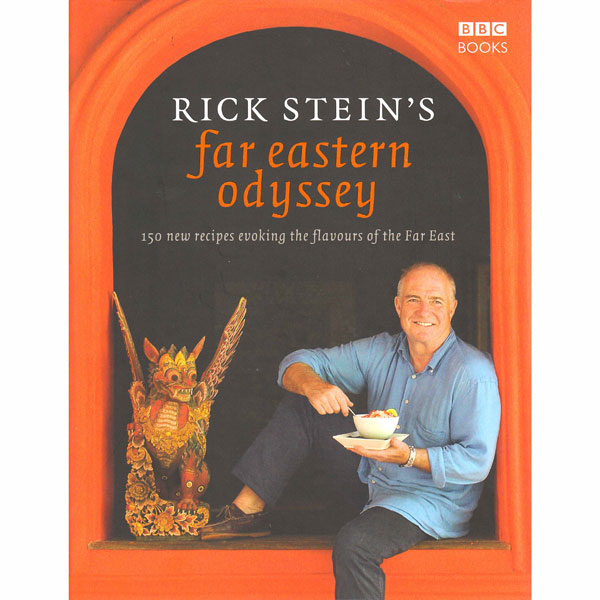 BBC
BOOKS
RICK STEIN'S
far eastern
odyssey
150 new recipes evoking the flavours of the Far East